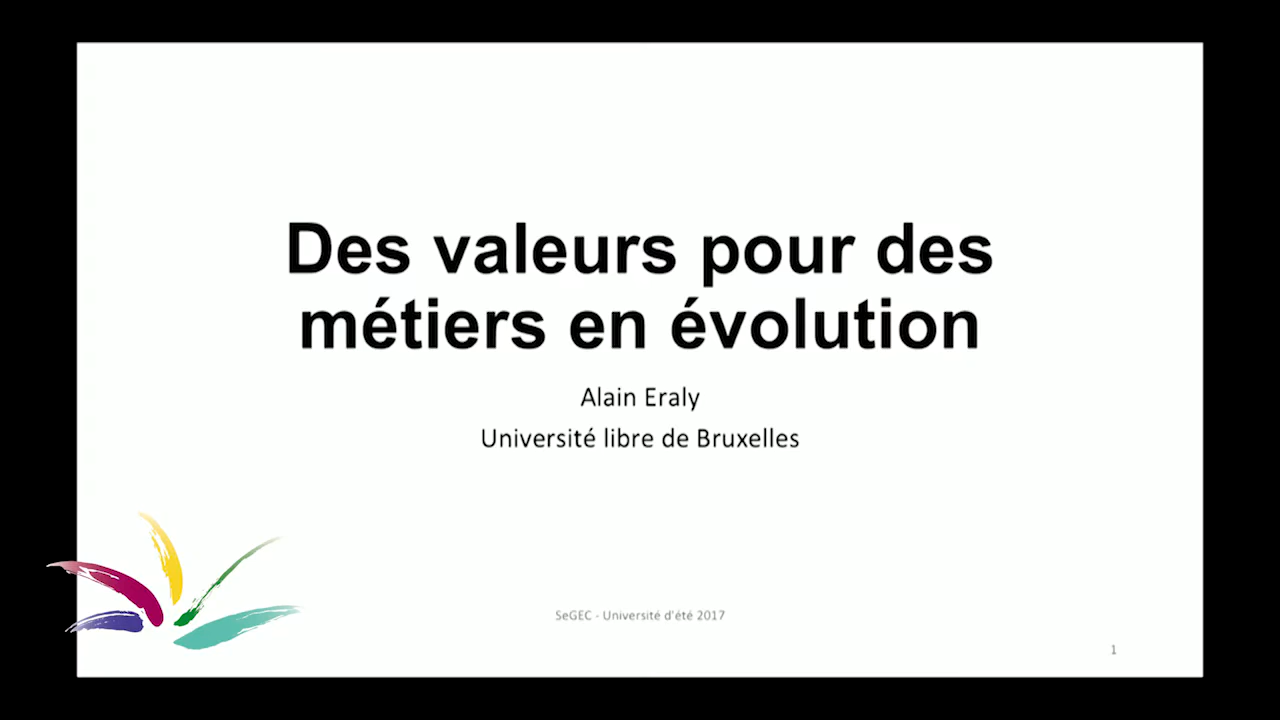 Des valeurs pour des
métiers en évolution
Alain Eraly
Université libre de Bruxelles
SeGEC - Université d'été 2017
1